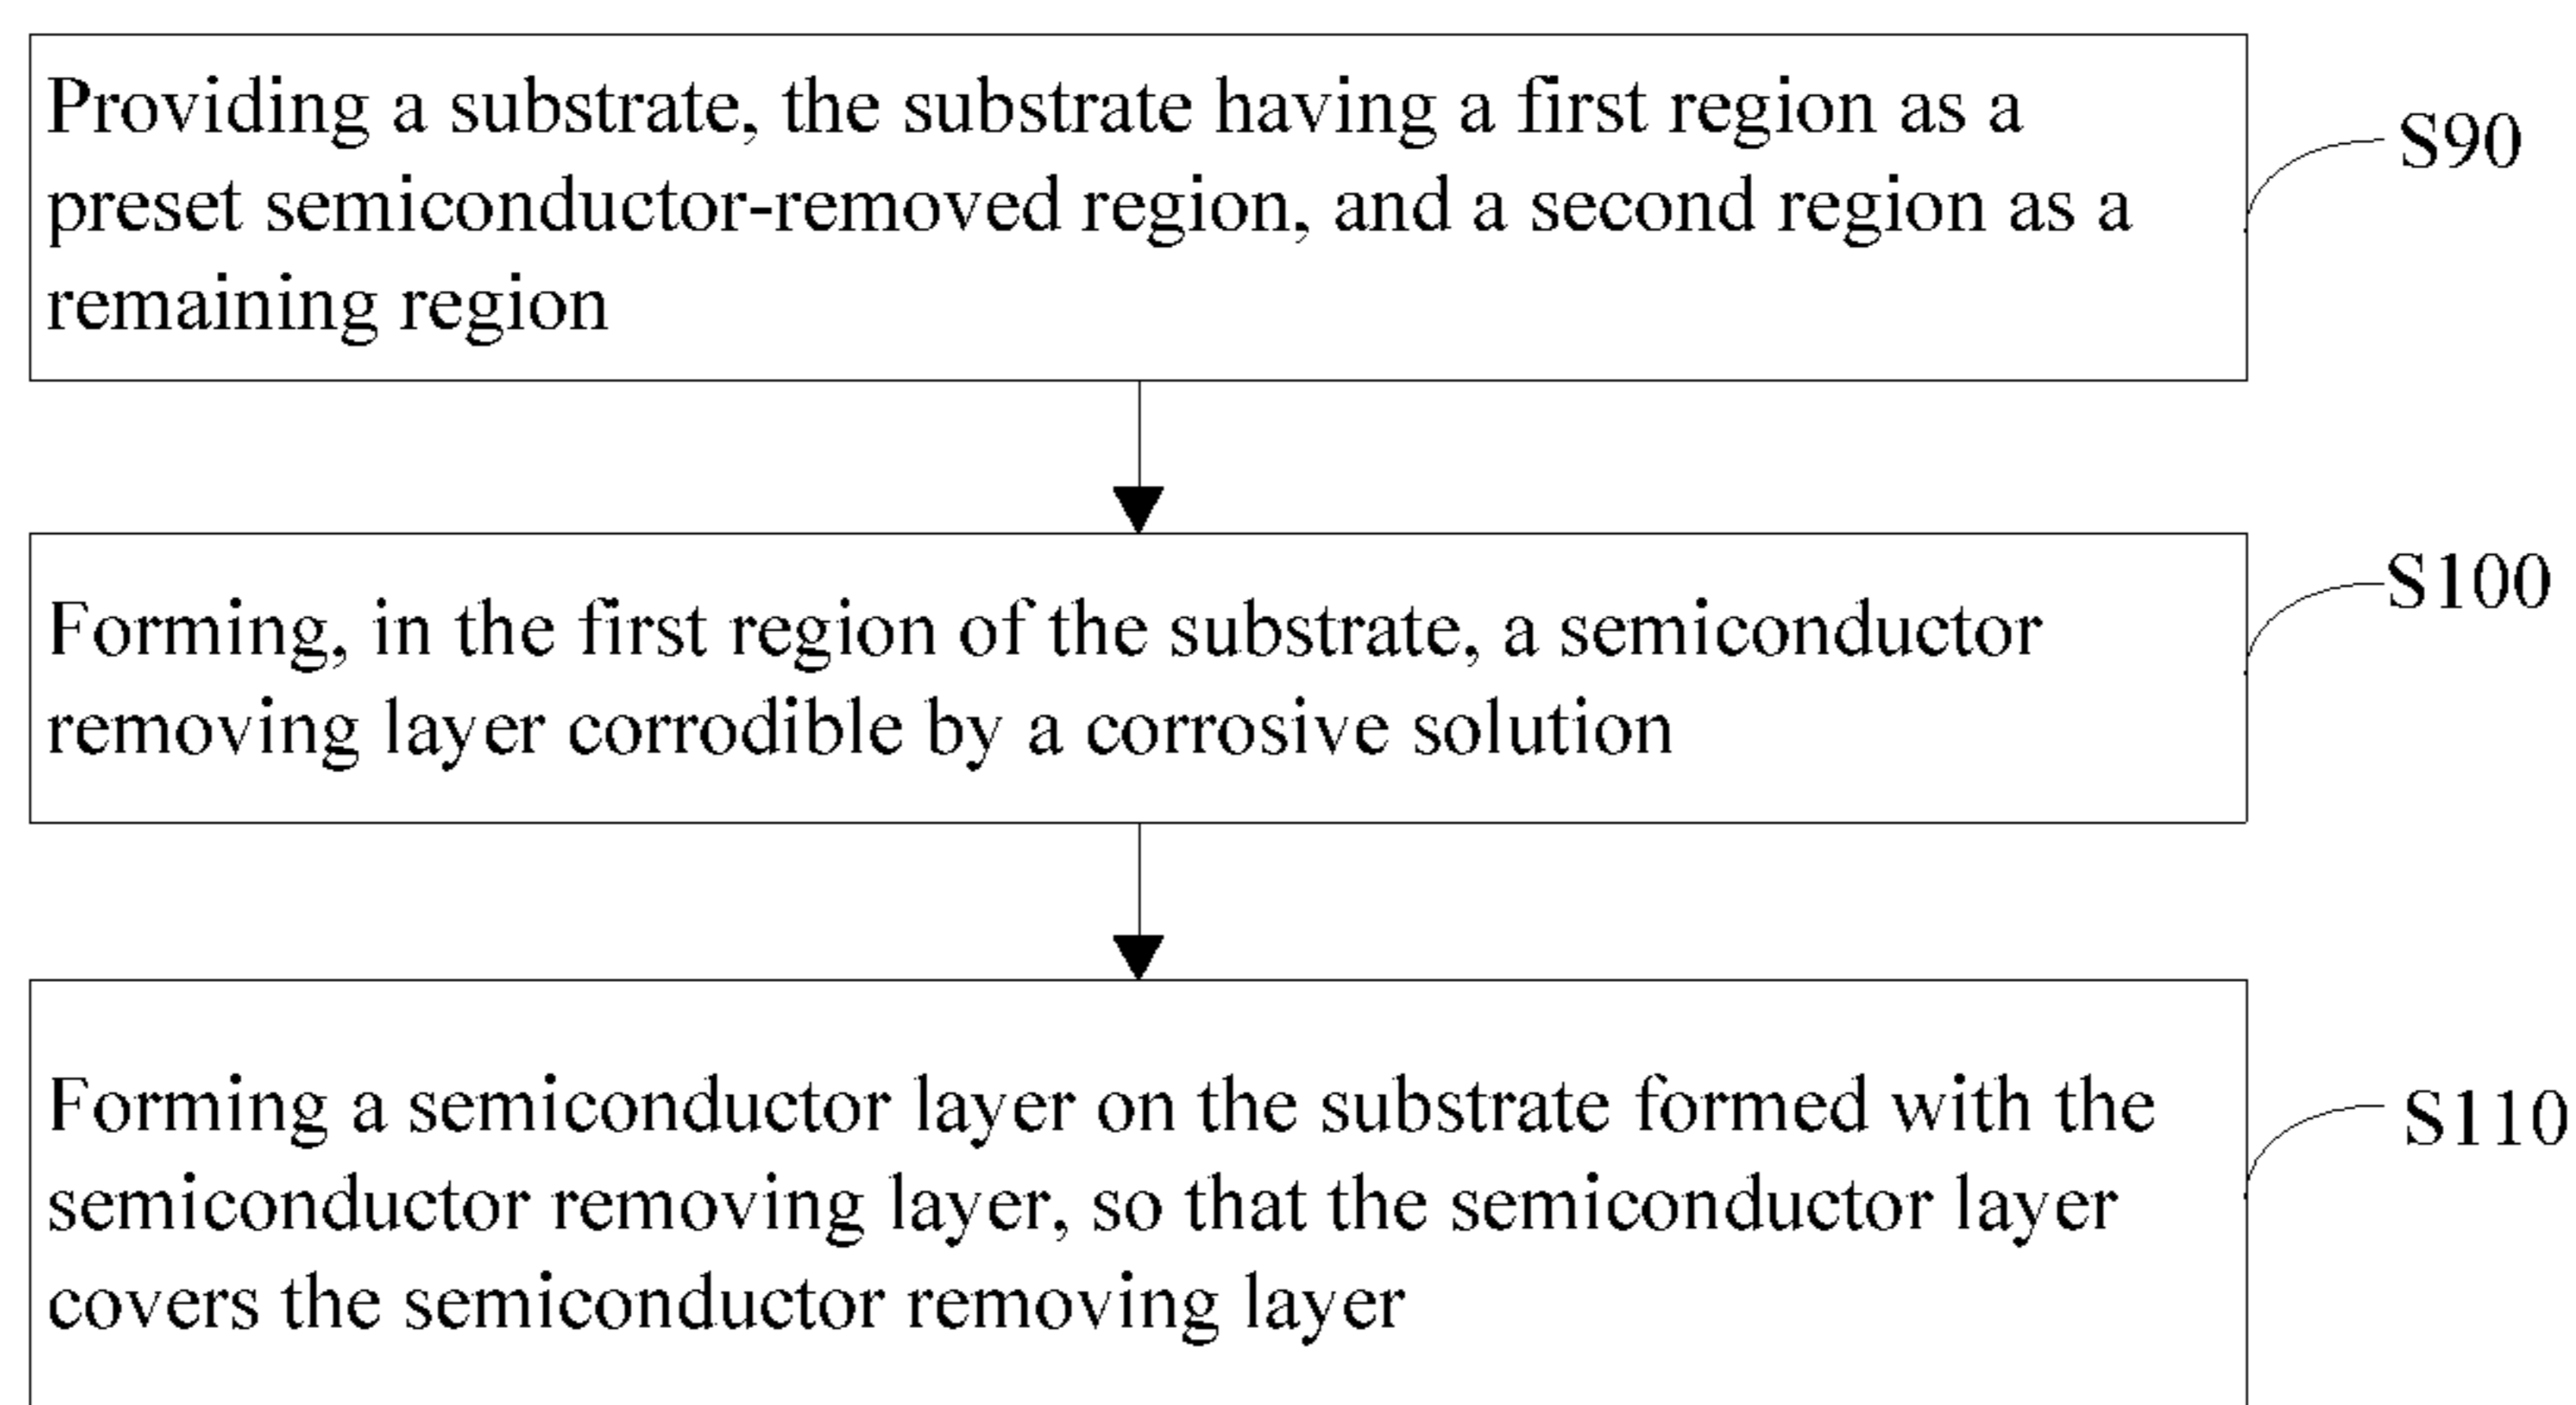 Providing a substrate, the substrate having a first region as a
preset semiconductor-removed region, and a second region as a
remaining region
S90
Forming, in the first region of the substrate, a semiconductor
removing layer corrodible by a corrosive solution
S100
Forming a semiconductor layer on the substrate formed with the
semiconductor removing layer, so that the semiconductor layer
covers the semiconductor removing layer
S110